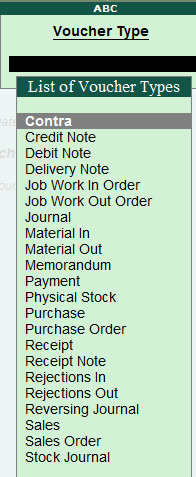 ABC
Voucher Type
List of Voucher Types
Contra
Credit Note
Debit Note
Delivery Note
Job Work In Order
Job Work Out Order
Journal
Material In
Material Out
Memorandum
Payment
Physical Stock
Purchase
Purchase Order
Receipt
Receipt Note
Rejections In
Rejections Out
Reversing Journal
Sales
Sales Order
Stock Journal